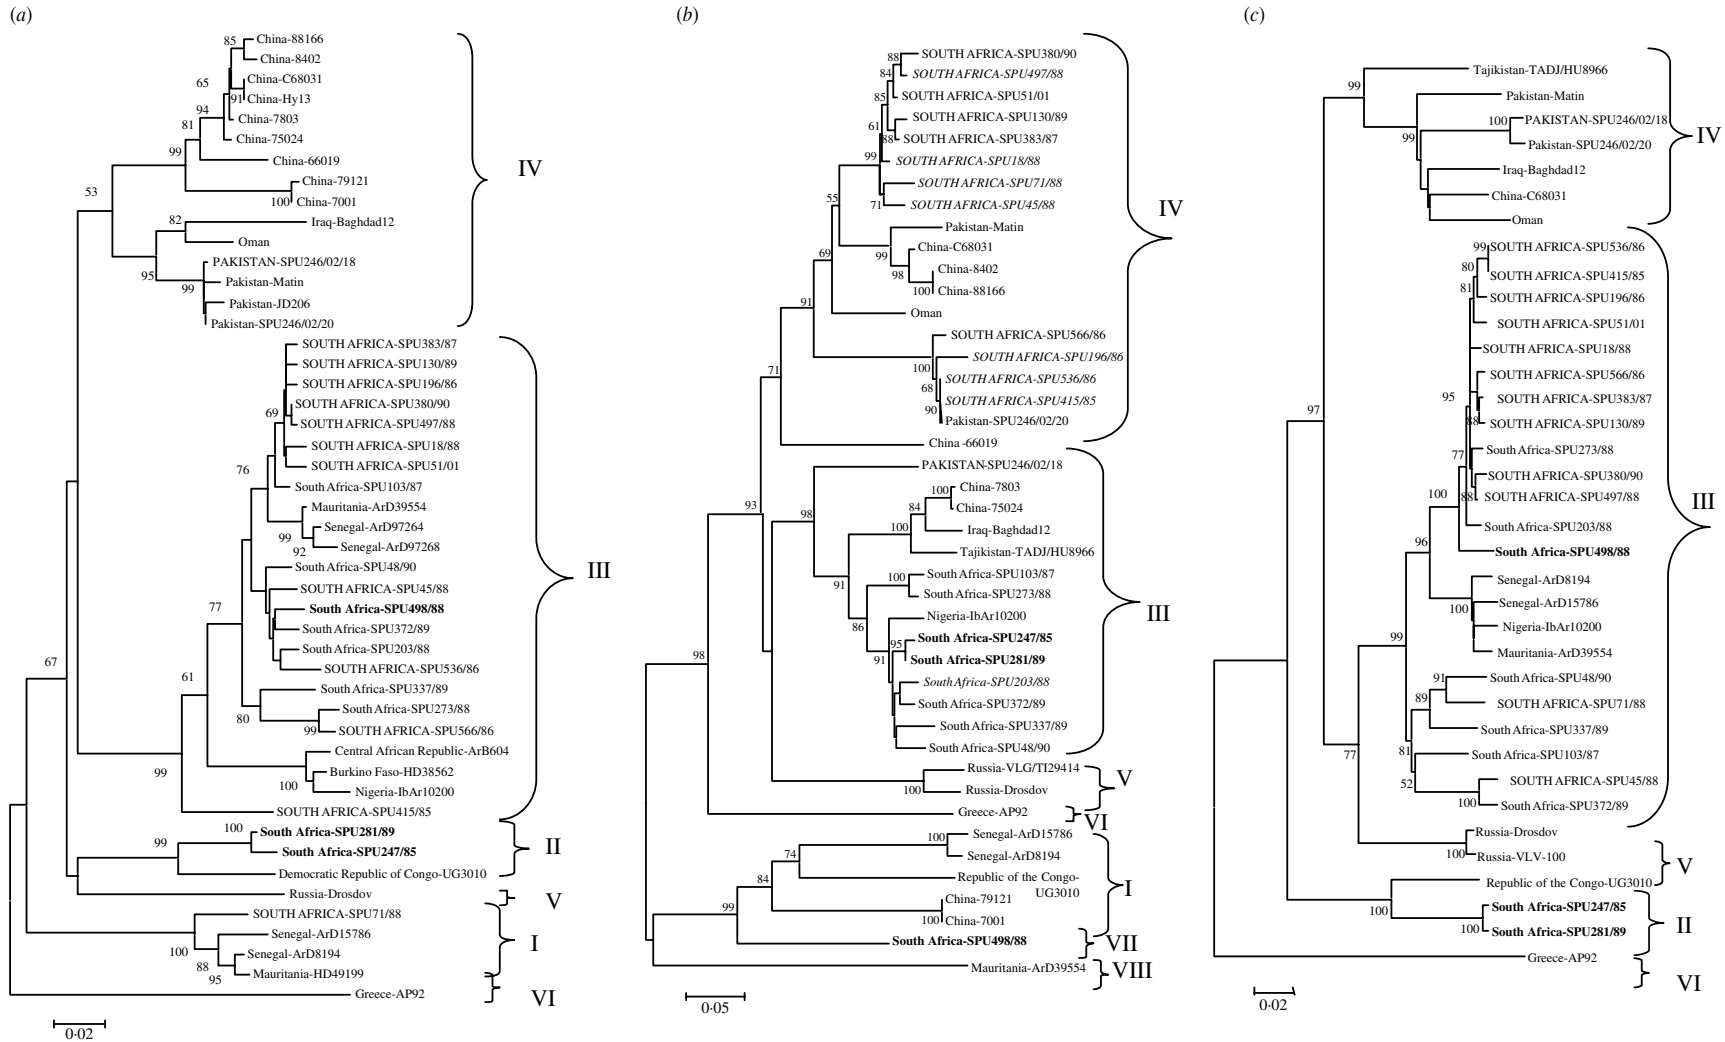 (a)
85
China-88166
China-8402
65
China-C68031
91
China-Hy13
94
China-7803
81
China-75024
99
China-66019
China-79121
100
China-7001
IV
53
82
Iraq-Baghdad12
Oman
95
PAKISTAN-SPU246/02/18
99
Pakistan-Matin
Pakistan-JD206
Pakistan-SPU246/02/20
SOUTH AFRICA-SPU383/87
SOUTH AFRICA-SPU130/89
SOUTH AFRICA-SPU196/86
SOUTH AFRICA-SPU380/90
69
SOUTH AFRICA-SPU497/88
SOUTH AFRICA-SPU18/88
SOUTH AFRICA-SPU51/01
76
South Africa-SPU103/87
Mauritania-ArD39554
Senegal-ArD97264
99
92
Senegal-ArD97268
South Africa-SPU48/90
III
SOUTH AFRICA-SPU45/88
77
South Africa-SPU498/88
South Africa-SPU372/89
South Africa-SPU203/88
67
SOUTH AFRICA-SPU536/86
61
South Africa-SPU337/89
80
South Africa-SPU273/88
99
SOUTH AFRICA-SPU566/86
Central African Republic-ArB604
99
Burkino Faso-HD38562
100
Nigeria-IbAr10200
SOUTH AFRICA-SPU415/85
100
South Africa-SPU281/89
99
South Africa-SPU247/85
II
Democratic Republic of Congo-UG3010
Russia-Drosdov
V
SOUTH AFRICA-SPU71/88
Senegal-ArD15786
100
I
Senegal-ArD8194
88
Mauritania-HD49199
95
Greece-AP92
VI
0·02
(b)
88
SOUTH AFRICA-SPU380/90
84
SOUTH AFRICA-SPU497/88
85
SOUTH AFRICA-SPU51/01
61
SOUTH AFRICA-SPU130/89
88
SOUTH AFRICA-SPU383/87
99
SOUTH AFRICA-SPU18/88
SOUTH AFRICA-SPU71/88
55
71
SOUTH AFRICA-SPU45/88
IV
Pakistan-Matin
69
99
China-C68031
98
China-8402
100
China-88166
91
Oman
SOUTH AFRICA-SPU566/86
SOUTH AFRICA-SPU196/86
100
71
SOUTH AFRICA-SPU536/86
68
SOUTH AFRICA-SPU415/85
90
Pakistan-SPU246/02/20
China -66019
PAKISTAN-SPU246/02/18
100
China-7803
93
84
China-75024
98
100
Iraq-Baghdad12
Tajikistan-TADJ/HU8966
91
100
South Africa-SPU103/87
South Africa-SPU273/88
III
86
Nigeria-IbAr10200
95
South Africa-SPU247/85
91
South Africa-SPU281/89
98
South Africa-SPU203/88
South Africa-SPU372/89
South Africa-SPU337/89
South Africa-SPU48/90
Russia-VLG/TI29414
V
100
Russia-Drosdov
Greece-AP92
VI
100
Senegal-ArD15786
74
Senegal-ArD8194
84
Republic of the Congo-
UG3010
I
99
China-79121
100
China-7001
South Africa-SPU498/88
VII
Mauritania-ArD39554
VIII
0·05
(c)
Tajikistan-TADJ/HU8966
99
Pakistan-Matin
100
PAKISTAN-SPU246/02/18
99
Pakistan-SPU246/02/20
IV
Iraq-Baghdad12
China-C68031
Oman
99
SOUTH AFRICA-SPU536/86
80
SOUTH AFRICA-SPU415/85
81
SOUTH AFRICA-SPU196/86
SOUTH AFRICA-SPU51/01
SOUTH AFRICA-SPU18/88
SOUTH AFRICA-SPU566/86
95
SOUTH AFRICA-SPU383/87
97
88
SOUTH AFRICA-SPU130/89
77
South Africa-SPU273/88
SOUTH AFRICA-SPU380/90
100
88
SOUTH AFRICA-SPU497/88
III
South Africa-SPU203/88
96
South Africa-SPU498/88
Senegal-ArD8194
100
Senegal-ArD15786
Nigeria-IbAr10200
99
Mauritania-ArD39554
91
South Africa-SPU48/90
89
SOUTH AFRICA-SPU71/88
South Africa-SPU337/89
81
South Africa-SPU103/87
77
52
SOUTH AFRICA-SPU45/88
100
South Africa-SPU372/89
Russia-Drosdov
100
Russia-VLV-100
V
Republic of the Congo-UG3010
100
South Africa-SPU247/85
100
South Africa-SPU281/89
II
Greece-AP92
VI
0·02